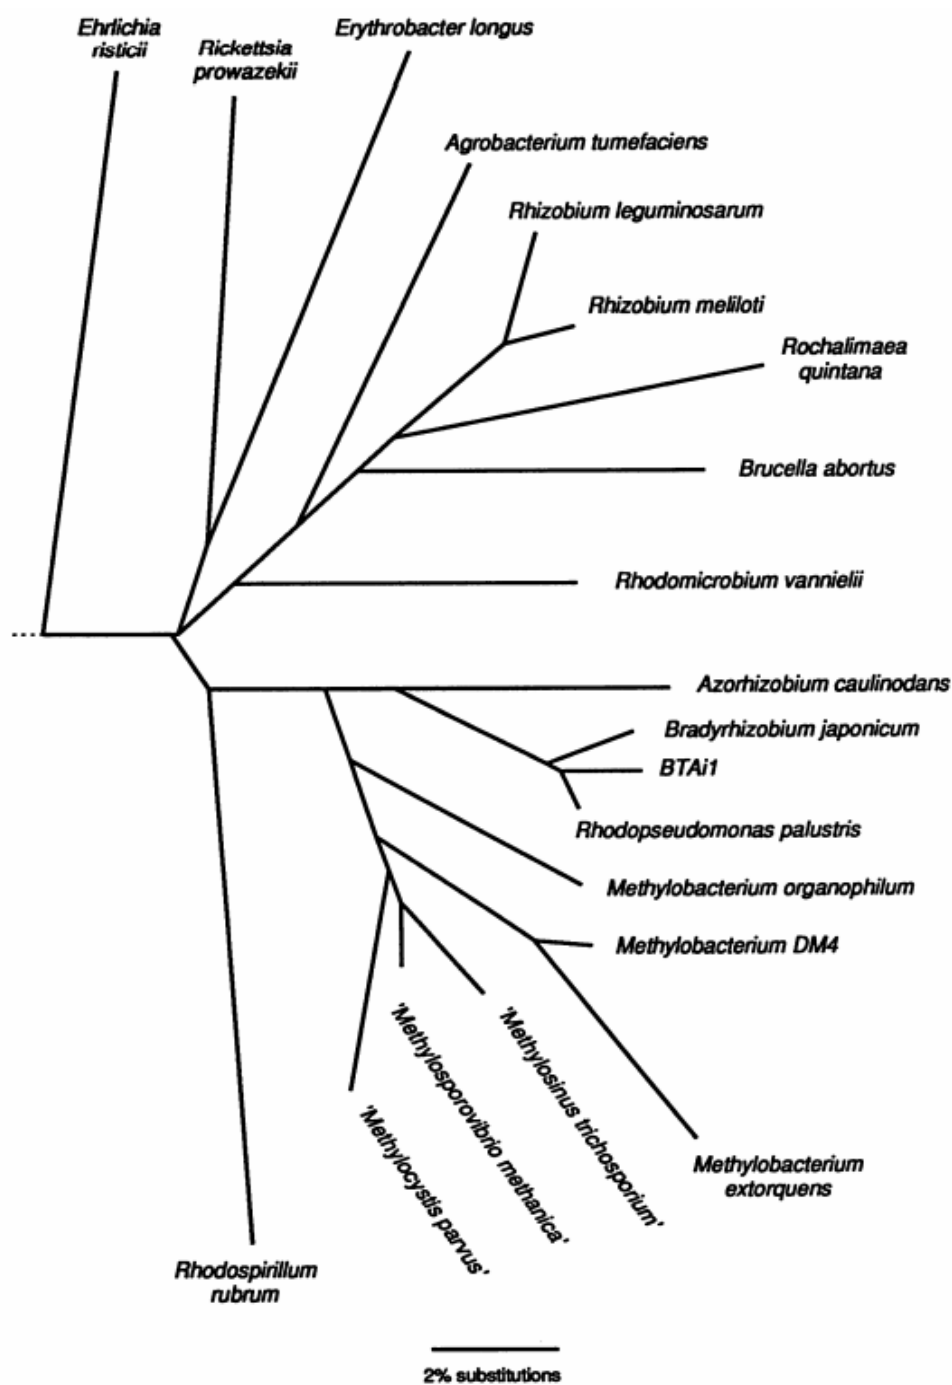 Ehrlichia
risticii
Rickettsia
prowazekii
Erythrobacter longus
Agrobacterium tumefaciens
Rhizobium leguminosarum
Rhizobium meliloti
Rochalimaea
quintana
Brucella abortus
Rhodomicrobium vannielii
Azorhizobium caulinodans
Bradyrhizobium japonicum
BTAi1
Rhodopseudomonas palustris
Methylobacterium organophilum
Methylobacterium DM4
'Methylosinus trichosporium'
'Methylosporovibrio methanica'
'Methylocystis parvus'
Methylobacterium
extorquens
Rhodospirillum
rubrum
2% substitutions